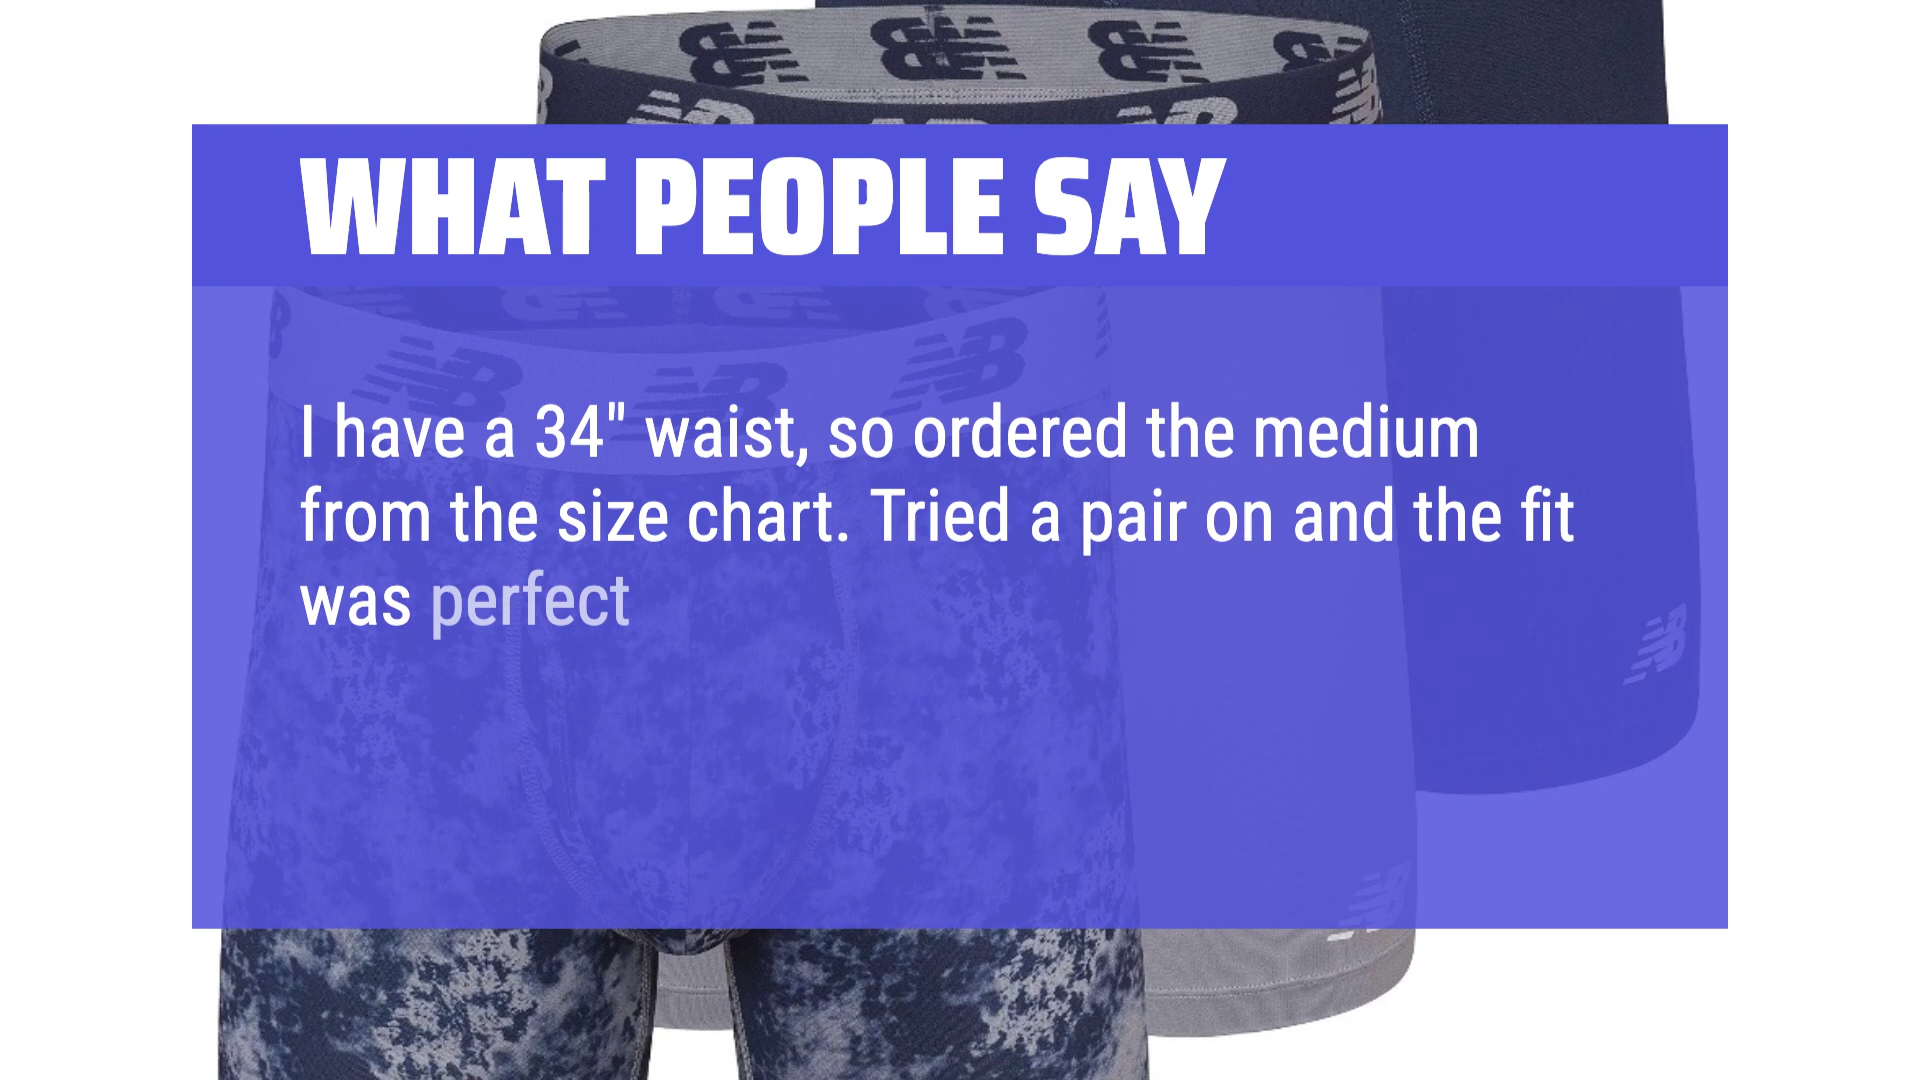 WHAT PEOPLE SAY
I have a 34" waist, so ordered the medium
from the size chart. Tried a pair on and the fit
was perfect